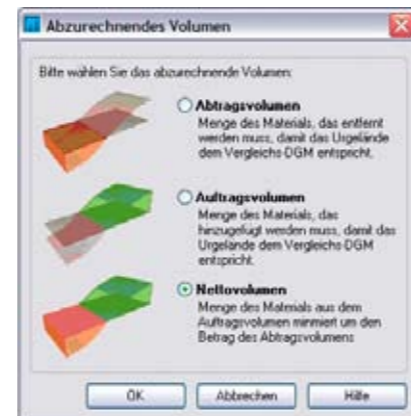 Abzurechnendes Volumen
Bitte wählen Sie das abzurechnende Volumen:
Abtragsvolumen
Menge des Materials, das entfernt
werden muss, damit das Urgelände
dem Vergleichs-DGM entspricht.
Auftragsvolumen
Menge des Materials, das
hinzugefügt werden muss, damit das
Urgelände dem Vergleichs-DGM
entspricht.
Nettovolumen
Menge des Materials aus dem
Auftragsvolumen minmiert um den
Betrag des Abtragsvolumens
OK
Abbrechen
Hilfe